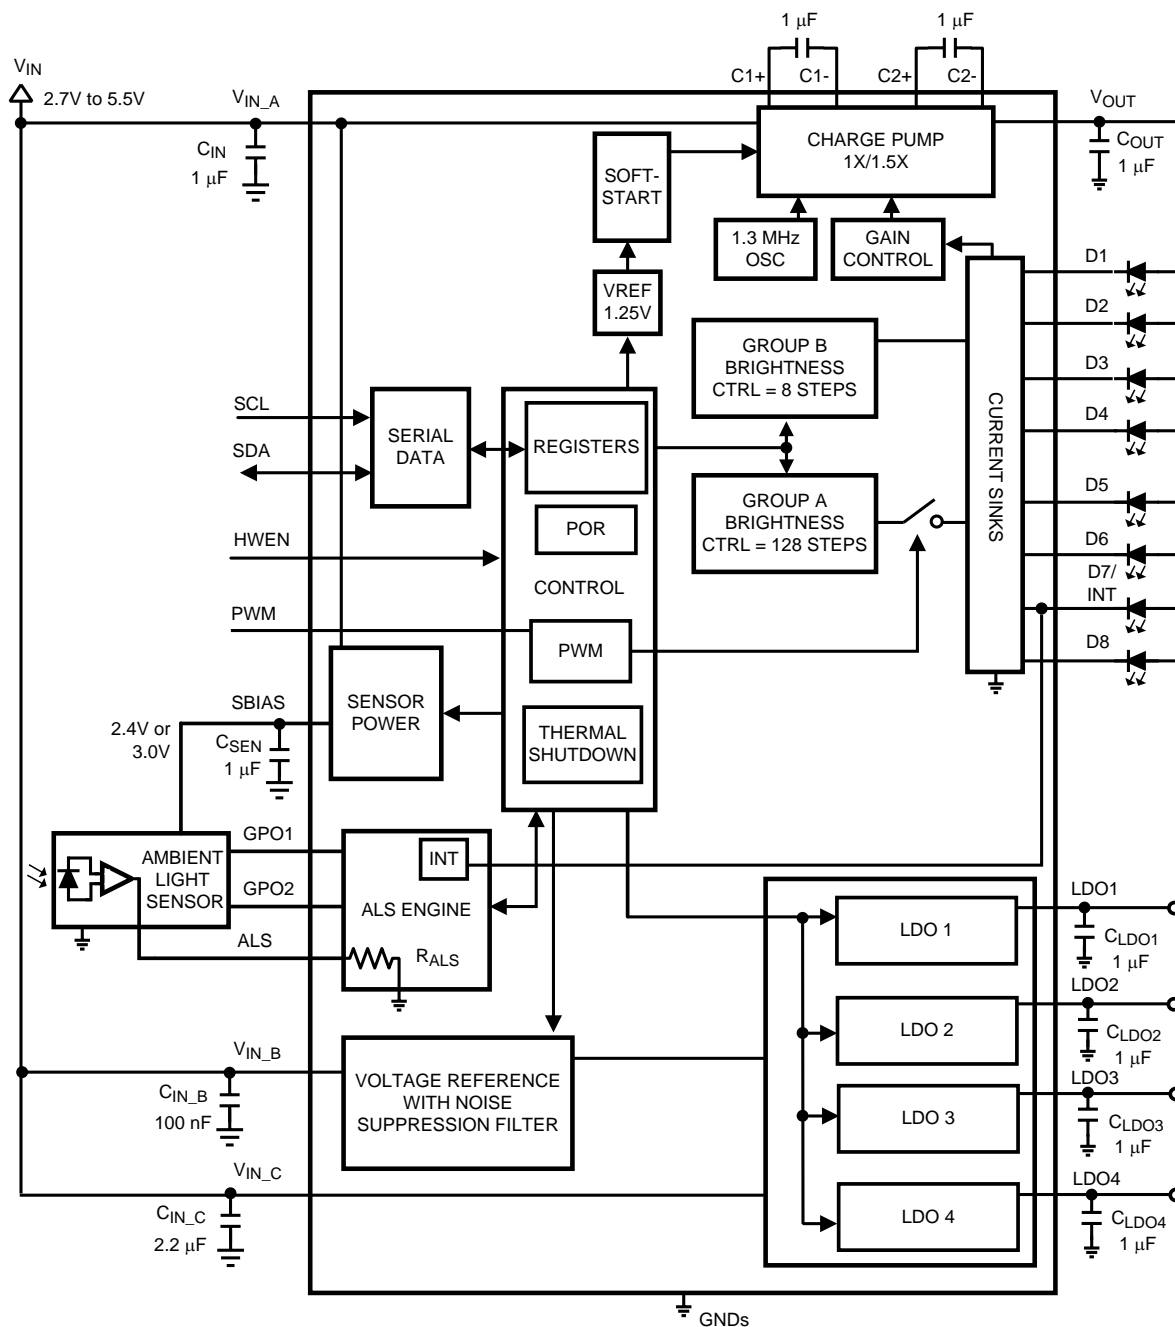 1 μF
1 μF
C1+
C1-
C2+
C2-
VIN
2.7V to 5.5V
VIN_A
VOUT
CIN
1 μF
CHARGE PUMP
1X/1.5X
COUT
1 μF
SOFT-
START
1.3 MHz
OSC
GAIN
CONTROL
D1
VREF
1.25V
D2
GROUP B
BRIGHTNESS
CTRL = 8 STEPS
D3
SCL
SERIAL
DATA
REGISTERS
D4
SDA
CURRENT SINKS
GROUP A
BRIGHTNESS
CTRL = 128 STEPS
D5
POR
HWEN
D6
CONTROL
D7/
INT
PWM
PWM
D8
SENSOR
POWER
SBIAS
2.4V or
3.0V
CSEN
1 μF
THERMAL
SHUTDOWN
GPO1
AMBIENT
LIGHT
SENSOR
INT
GPO2
ALS ENGINE
ALS
RALS
LDO1
LDO 1
CLDO1
1 μF
LDO2
LDO 2
CLDO2
1 μF
VIN_B
CIN_B
100 nF
VOLTAGE REFERENCE
WITH NOISE
SUPPRESSION FILTER
LDO3
LDO 3
CLDO3
1 μF
VIN_C
CIN_C
2.2 μF
LDO4
LDO 4
CLDO4
1 μF
GNDs